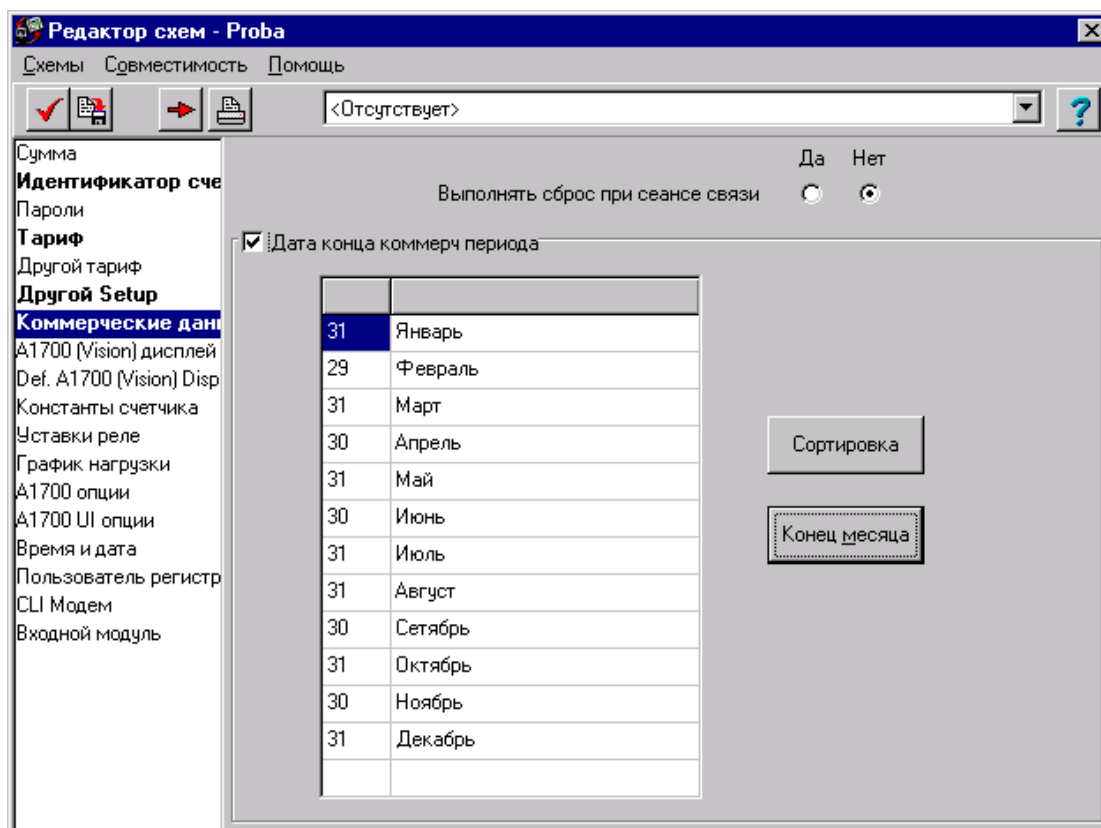 Редактор схем - Proba
Схемы Совместимость Помощь
<Отсутствует>
Сумма
Идентификатор сче
Пароли
Тариф
Другой тариф
Другой Setup
Коммерческие данн
A1700 (Vision) дисплей
Def. A1700 (Vision) Disp
Константы счетчика
Уставки реле
График нагрузки
A1700 опции
A1700 UI опции
Время и дата
Пользователь регистр
CLI Модем
Входной модуль
Да Нет
Выполнять сброс при сеансе связи
Дата конца коммерч периода
31 Январь
29 Февраль
31 Март
30 Апрель
31 Май
30 Июнь
31 Июль
31 Август
30 Сетябрь
31 Октябрь
30 Ноябрь
31 Декабрь
Сортировка
Конец месяца